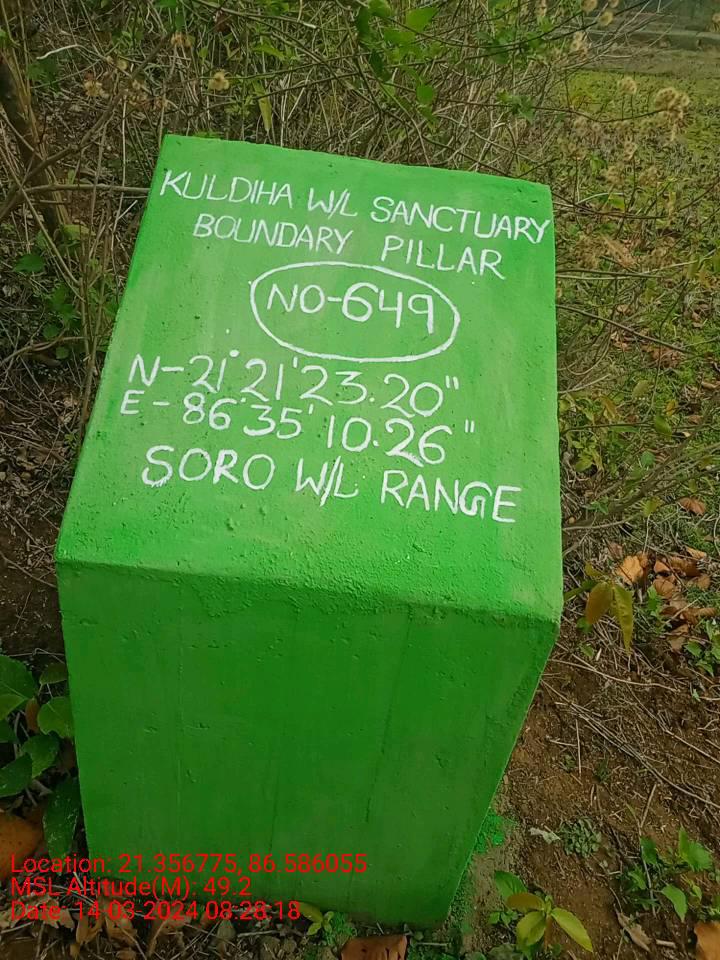 KULDIHA W/L SANCTUARY
BOUNDARY PILLAR
NO-649
N-21°21'23.20"
E-86°35'10.26"
SORO W/L RANGE
Location: 21.356775, 86.586055
MSL Altitude(M): 49.2
Date: 14-03-2024 08:28:18